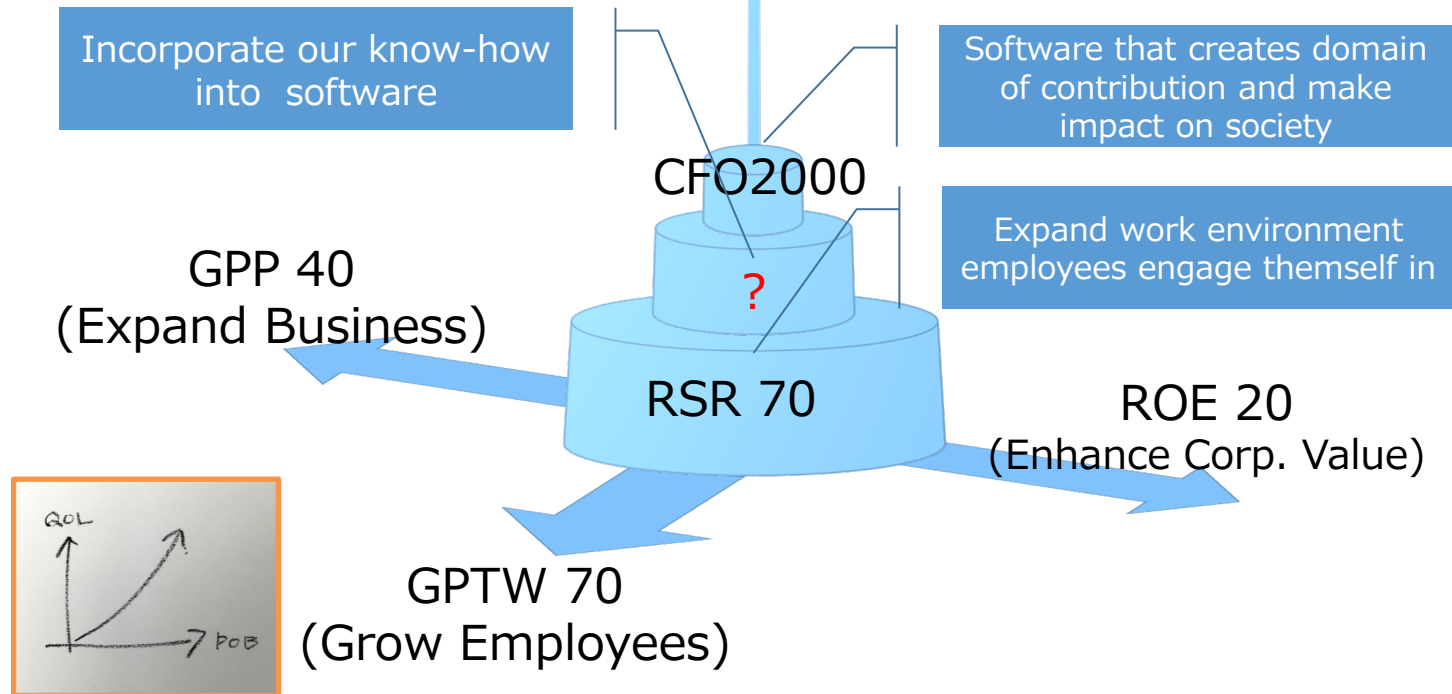 Incorporate our know-how
into software
Software that creates domain
of contribution and make
impact on society
CFO2000
Expand work environment
employees engage themself in
GPP 40
(Expand Business)
?
RSR 70
ROE 20
(Enhance Corp. Value)
GPTW 70
(Grow Employees)
QOL
POB